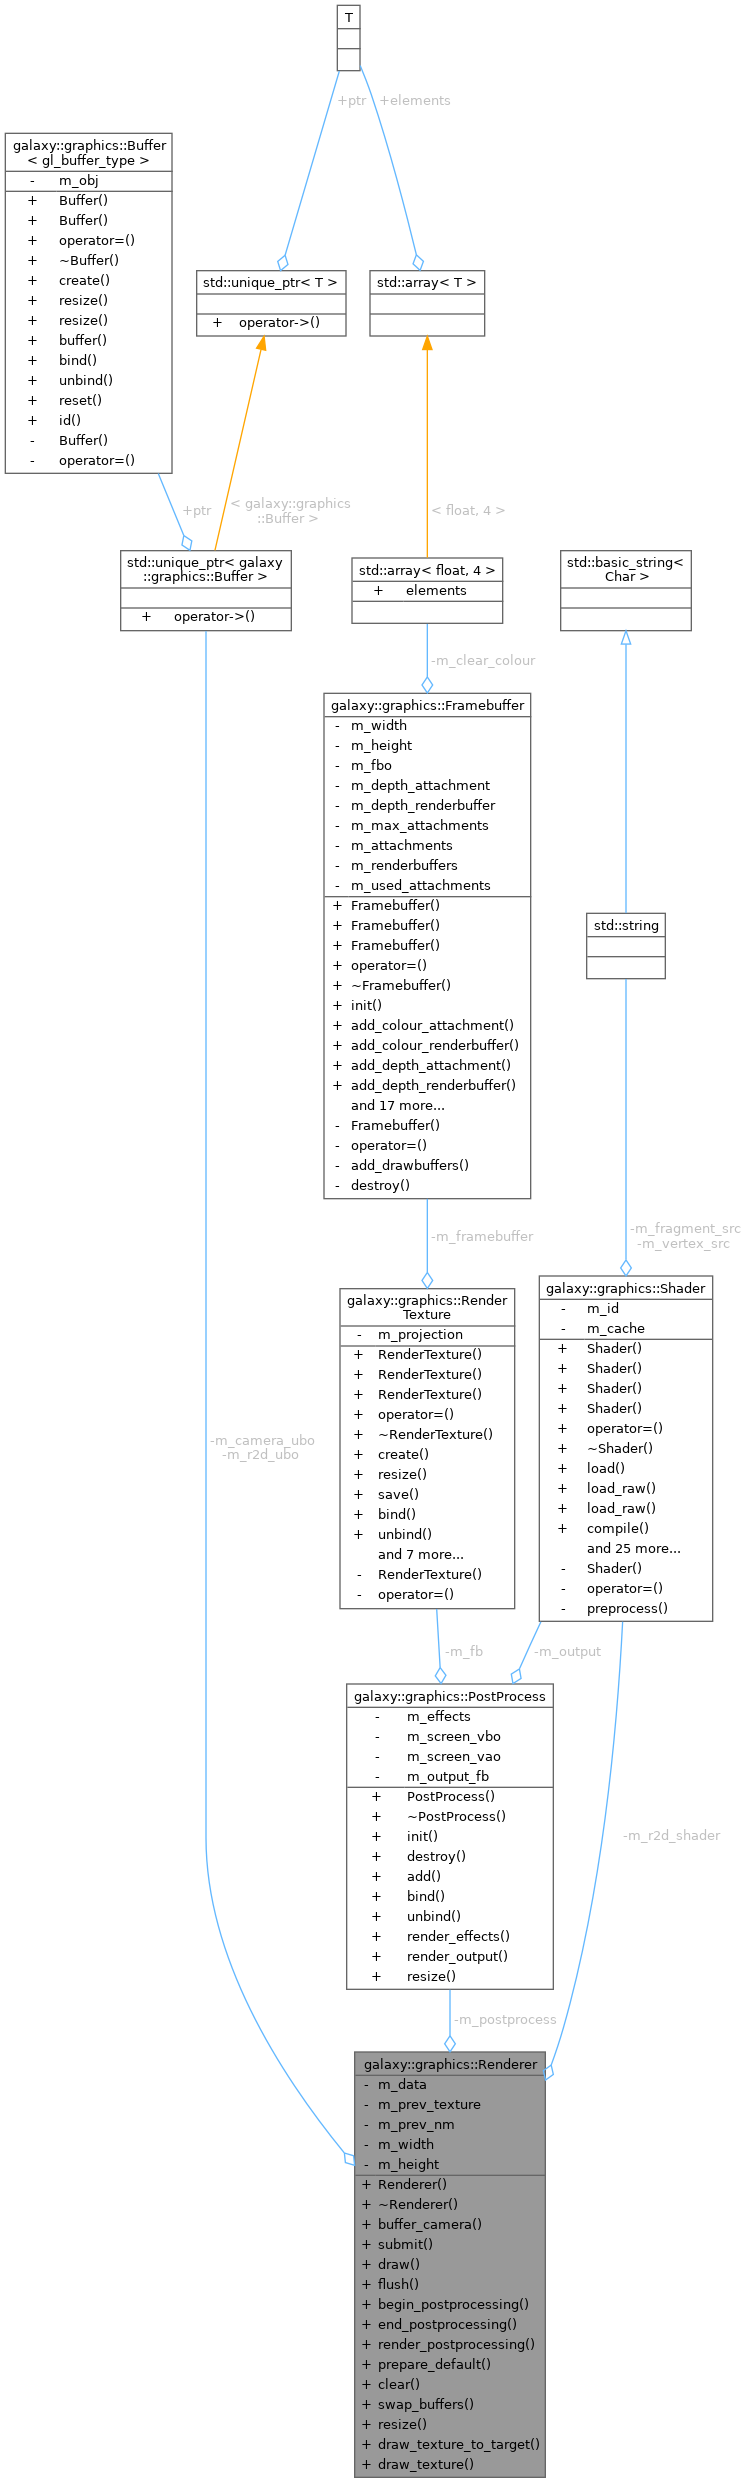 T
+ptr
+elements
galaxy::graphics::Buffer
< gl_buffer_type >
- m_obj
+ Buffer()
+ Buffer()
+ operator=()
+ ~Buffer()
+ create()
+ resize()
+ resize()
+ buffer()
+ bind()
+ unbind()
+ reset()
+ id()
- Buffer()
- operator=()
std::unique_ptr< T >
+ operator->()
std::array< T >
+ptr
< galaxy::graphics
::Buffer >
< float, 4 >
std::unique_ptr< galaxy
::graphics::Buffer >
+ operator->()
std::array< float, 4 >
+ elements
std::basic_string<
Char >
-m_clear_colour
galaxy::graphics::Framebuffer
- m_width
- m_height
- m_fbo
- m_depth_attachment
- m_depth_renderbuffer
- m_max_attachments
- m_attachments
- m_renderbuffers
- m_used_attachments
+ Framebuffer()
+ Framebuffer()
+ Framebuffer()
+ operator=()
+ ~Framebuffer()
+ init()
+ add_colour_attachment()
+ add_colour_renderbuffer()
+ add_depth_attachment()
+ add_depth_renderbuffer()
and 17 more...
- Framebuffer()
- operator=()
- add_drawbuffers()
- destroy()
std::string
-m_framebuffer
-m_fragment_src
-m_vertex_src
galaxy::graphics::Render
Texture
- m_projection
+ RenderTexture()
+ RenderTexture()
+ RenderTexture()
+ operator=()
+ ~RenderTexture()
+ create()
+ resize()
+ save()
+ bind()
+ unbind()
and 7 more...
- RenderTexture()
- operator=()
galaxy::graphics::Shader
- m_id
- m_cache
+ Shader()
+ Shader()
+ Shader()
+ Shader()
+ operator=()
+ ~Shader()
+ load()
+ load_raw()
+ load_raw()
+ compile()
and 25 more...
- Shader()
- operator=()
- preprocess()
-m_camera_ubo
-m_r2d_ubo
-m_fb
-m_output
galaxy::graphics::PostProcess
- m_effects
- m_screen_vbo
- m_screen_vao
- m_output_fb
+ PostProcess()
+ ~PostProcess()
+ init()
+ destroy()
+ add()
+ bind()
+ unbind()
+ render_effects()
+ render_output()
+ resize()
-m_r2d_shader
-m_postprocess
galaxy::graphics::Renderer
- m_data
- m_prev_texture
- m_prev_nm
- m_width
- m_height
+ Renderer()
+ ~Renderer()
+ buffer_camera()
+ submit()
+ draw()
+ flush()
+ begin_postprocessing()
+ end_postprocessing()
+ render_postprocessing()
+ prepare_default()
+ clear()
+ swap_buffers()
+ resize()
+ draw_texture_to_target()
+ draw_texture()